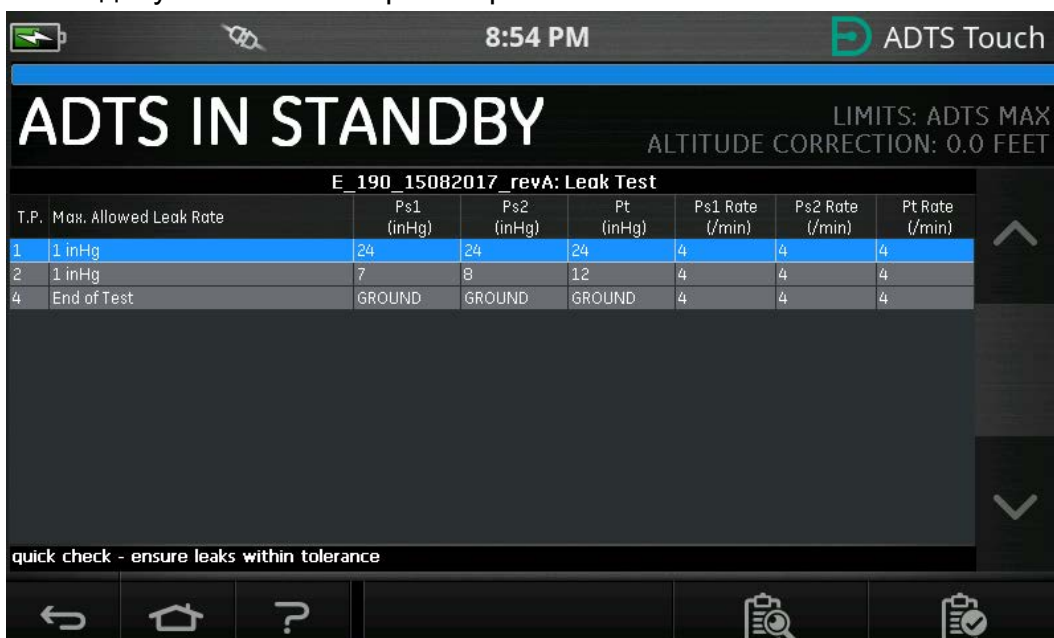 8:54 PM
ADTS Touch
ADTS IN STANDBY
LIMITS: ADTS MAX
ALTITUDE CORRECTION: 0.0 FEET
E_190_15082017_revA: Leak Test
T.P. Max. Allowed Leak Rate Ps1 (inHg) Ps2 (inHg) Pt (inHg) Ps1 Rate (/min) Ps2 Rate (/min) Pt Rate (/min)
1 1 inHg 24 24 24 4 4 4
2 1 inHg 7 8 12 4 4 4
4 End of Test GROUND GROUND GROUND 4 4 4
quick check - ensure leaks within tolerance
?